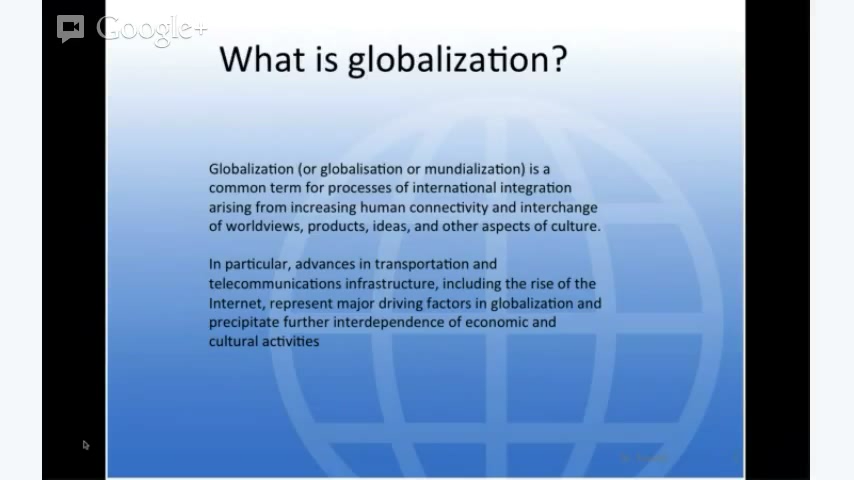 Google+
What is globalization?
Globalization (or globalisation or mundialization) is a
common term for processes of international integration
arising from increasing human connectivity and interchange
of worldviews, products, ideas, and other aspects of culture.
In particular, advances in transportation and
telecommunications infrastructure, including the rise of the
Internet, represent major driving factors in globalization and
precipitate further interdependence of economic and
cultural activities